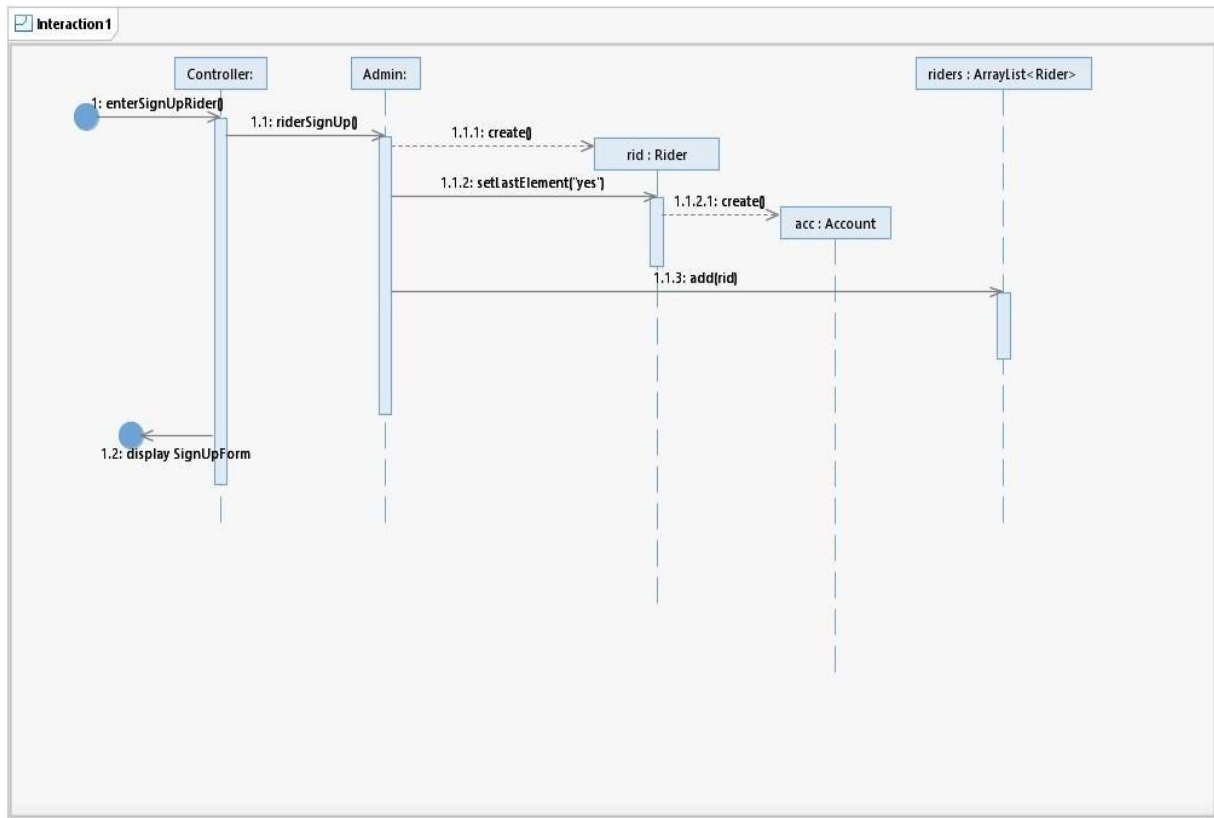 Interaction1
Controller:
Admin:
riders : ArrayList<Rider>
1: enterSignUpRider()
1.1: riderSignUp()
1.1.1: create()
rid : Rider
1.1.2: setLastElement("yes")
1.1.2.1: create()
acc : Account
1.1.3: add(rid)
1.2: display SignUpForm